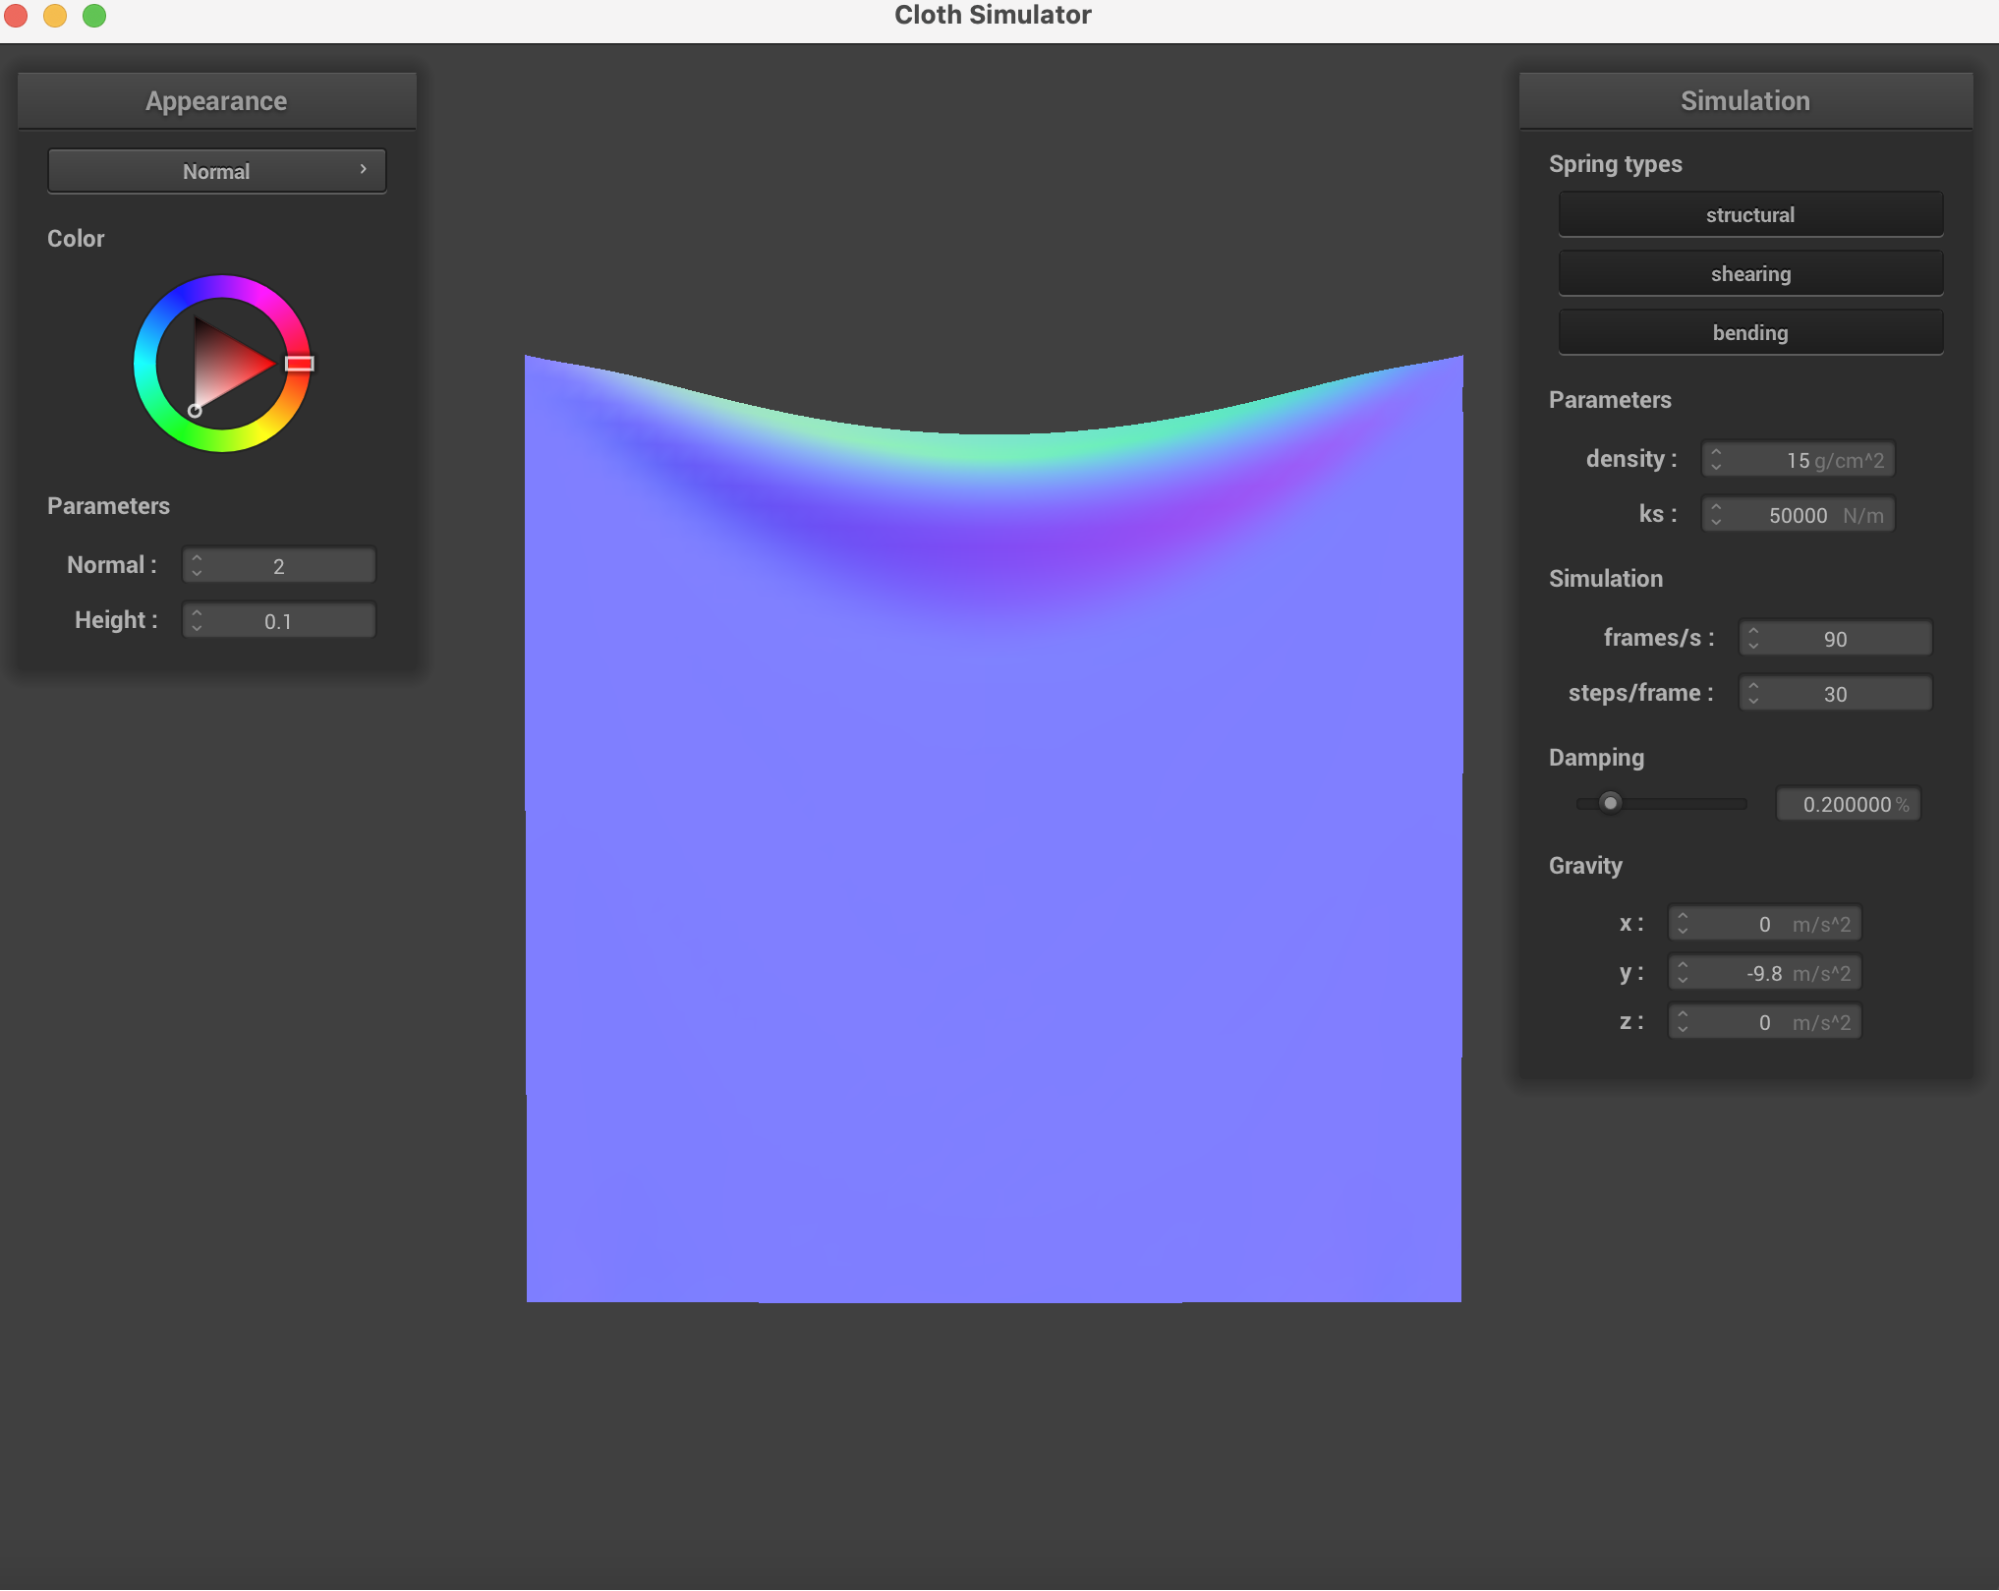 Cloth Simulator
Appearance
Normal
Color
Parameters
Normal : 2
Height : 0.1
Simulation
Spring types
structural
shearing
bending
Parameters
density : 15 g/cm^2
ks : 50000 N/m
Simulation
frames/s : 90
steps/frame : 30
Damping
0.200000 %
Gravity
x : 0 m/s^2
y : -9.8 m/s^2
z : 0 m/s^2